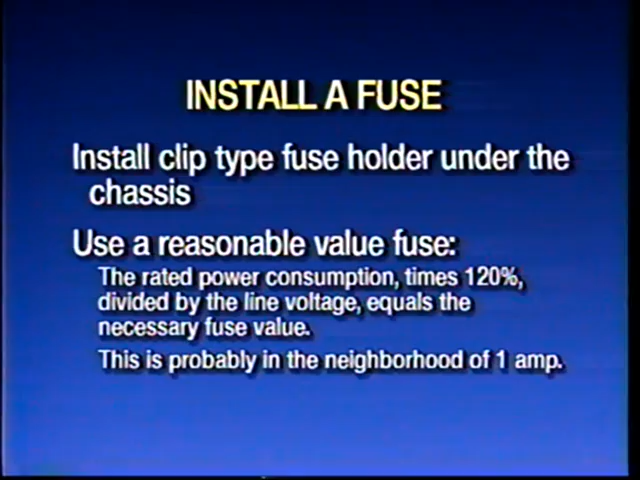 INSTALL A FUSE
Install clip type fuse holder under the
chassis
Use a reasonable value fuse:
The rated power consumption, times 120%,
divided by the line voltage, equals the
necessary fuse value.
This is probably in the neighborhood of 1 amp.